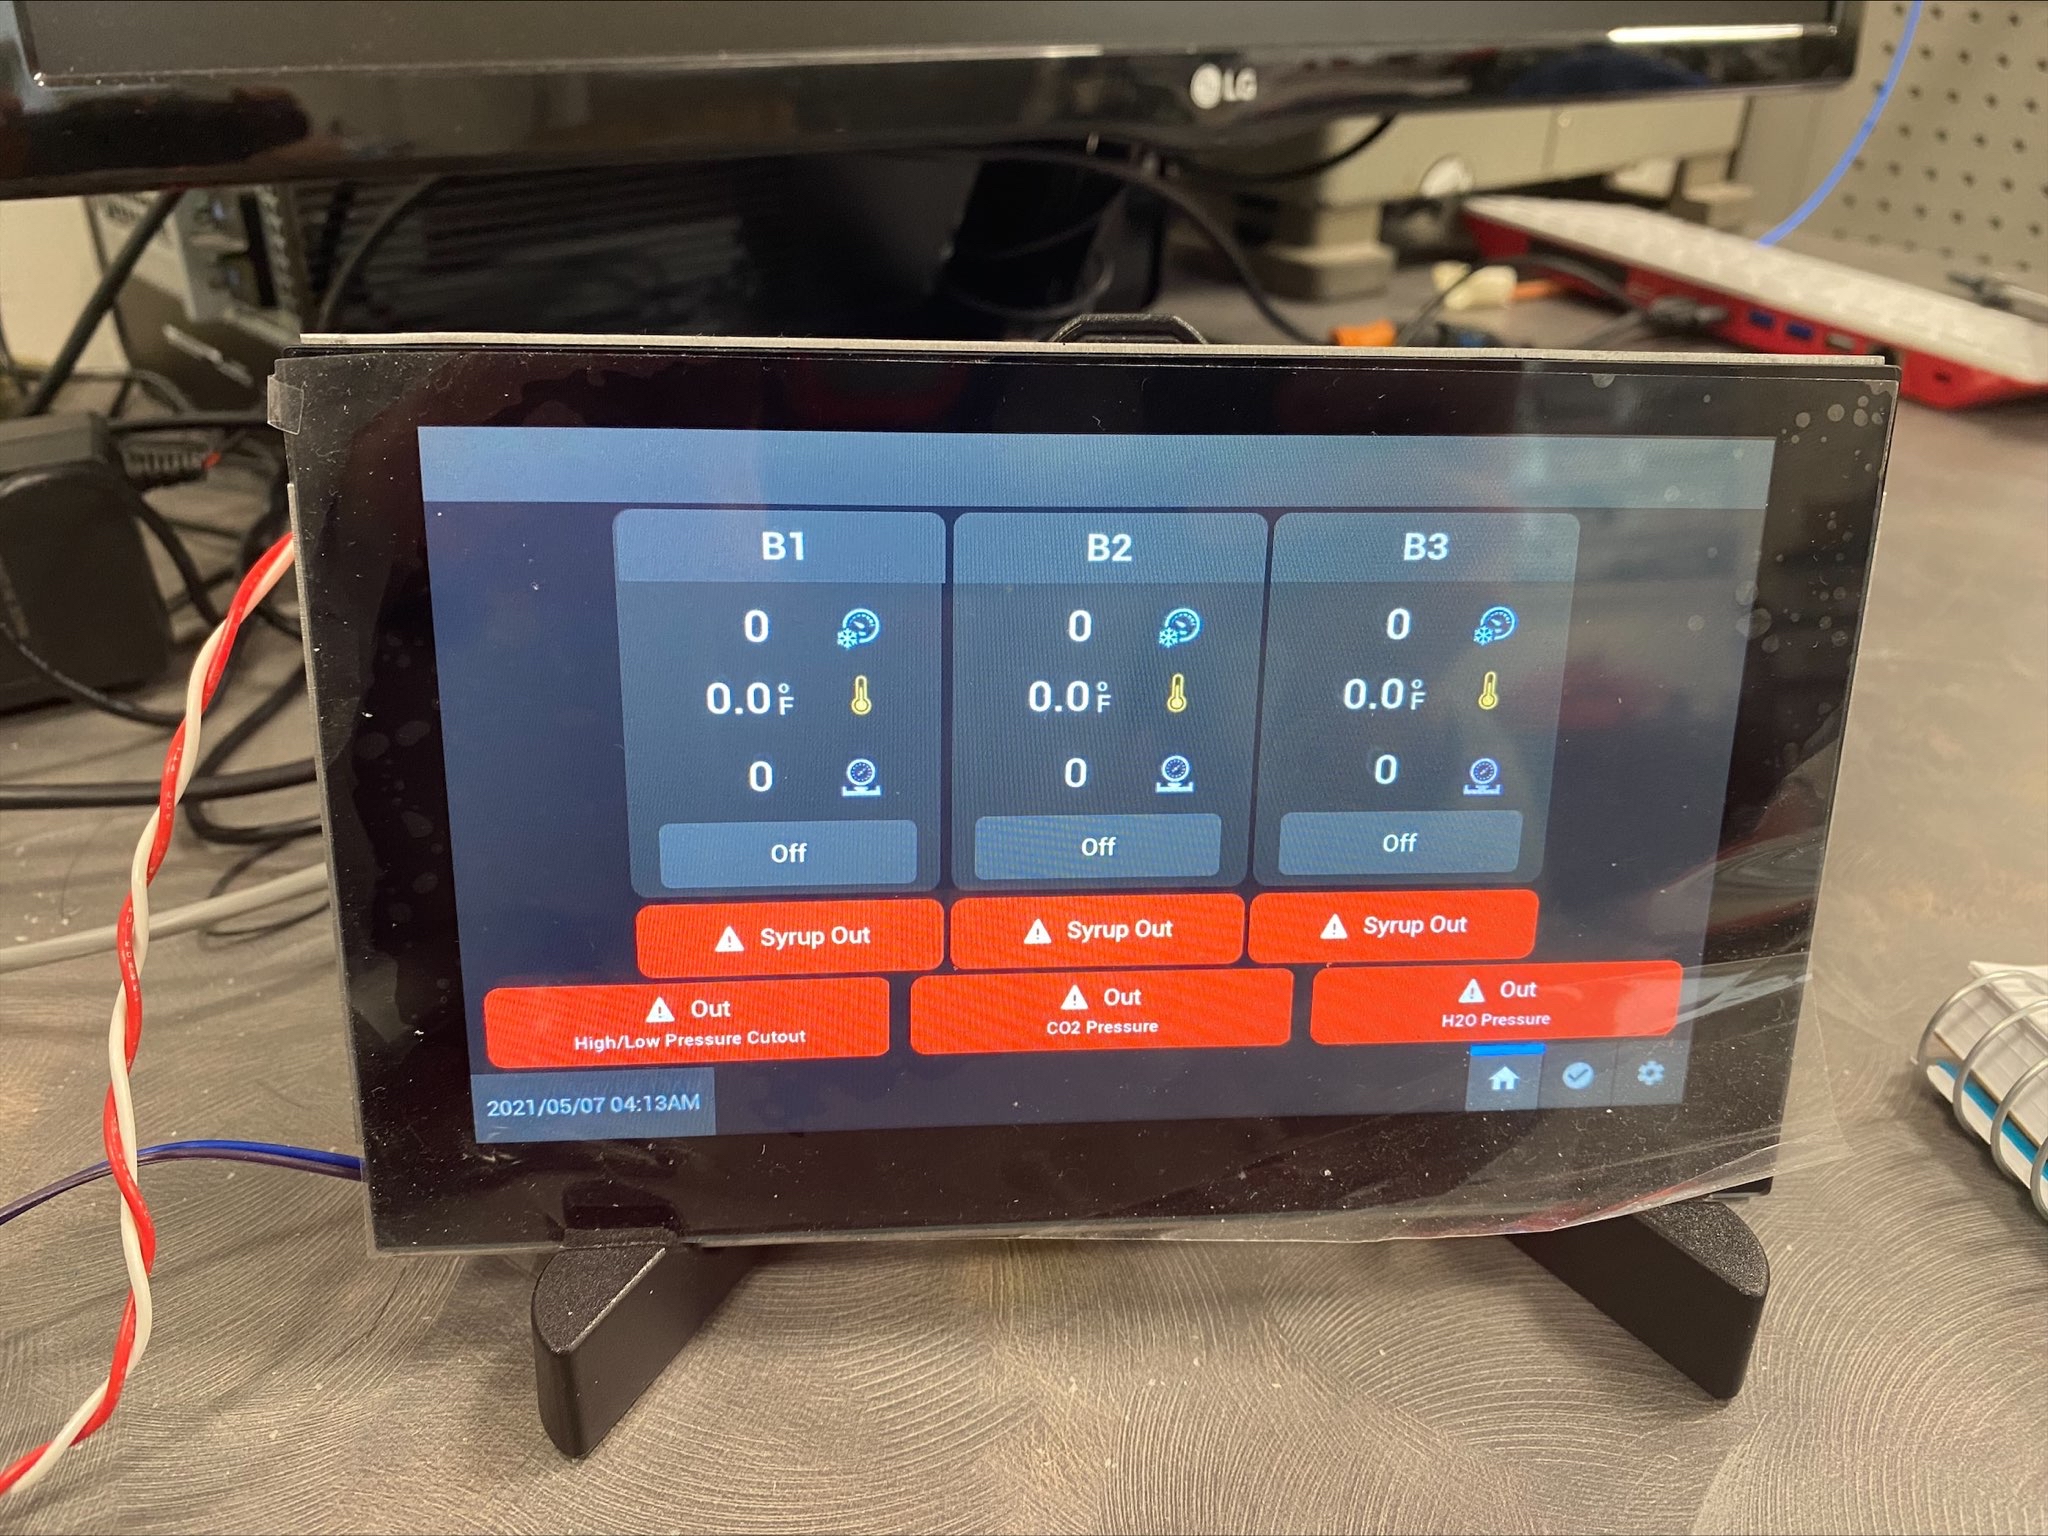 LG
B1 B2 B3
0 0 0
0.0°F 0.0°F 0.0°F
0 0 0
Off Off Off
Syrup Out Syrup Out Syrup Out
Out Out Out
High/Low Pressure Cutout CO2 Pressure H2O Pressure
2021/05/07 04:13AM